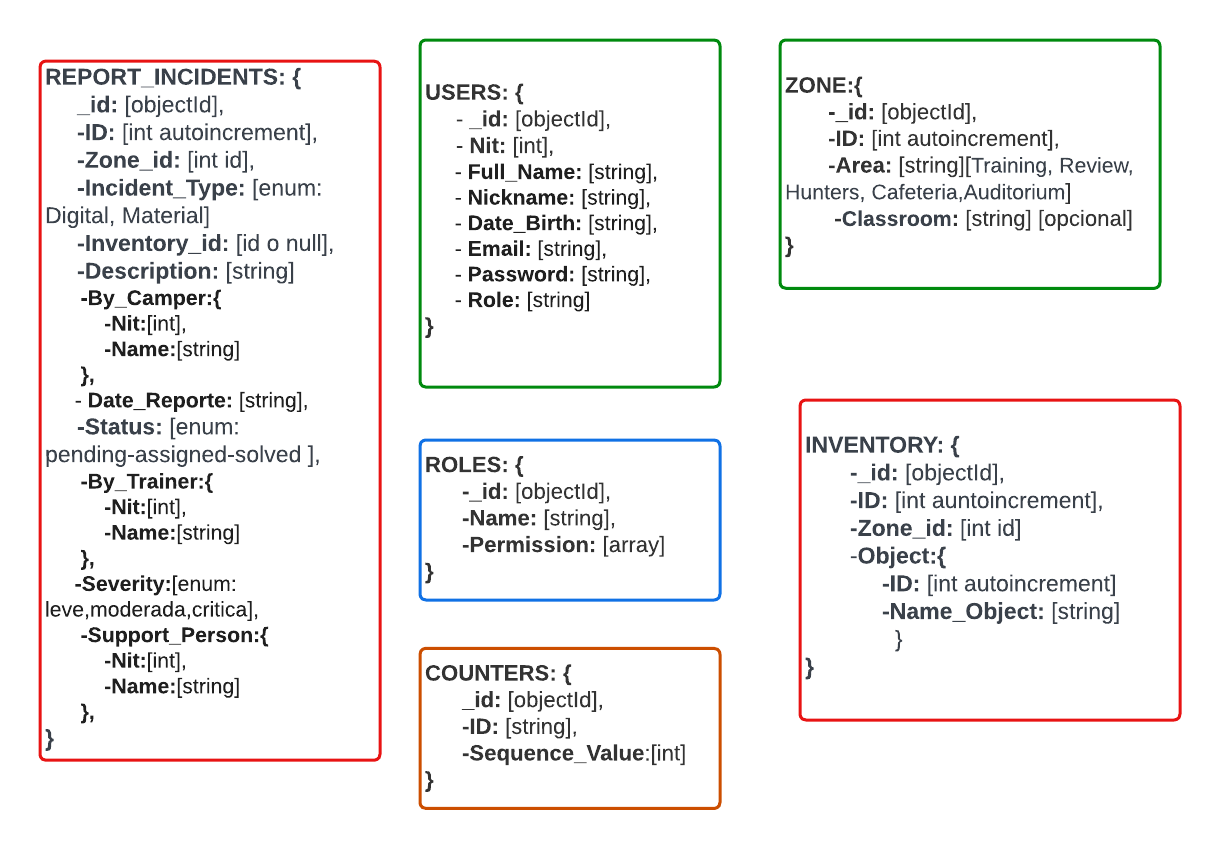 REPORT_INCIDENTS: {
_id: [objectId],
-ID: [int autoincrement],
-Zone_id: [int id],
-Incident_Type: [enum:
Digital, Material]
-Inventory_id: [id o null],
-Description: [string]
-By_Camper:{
-Nit:[int],
-Name:[string]
},
- Date_Reporte: [string],
-Status: [enum:
pending-assigned-solved ],
-By_Trainer:{
-Nit:[int],
-Name:[string]
},
-Severity:[enum:
leve,moderada,critica],
-Support_Person:{
-Nit:[int],
-Name:[string]
},
}
USERS: {
- _id: [objectId],
- Nit: [int],
- Full_Name: [string],
- Nickname: [string],
- Date_Birth: [string],
- Email: [string],
- Password: [string],
- Role: [string]
}
ROLES: {
-_id: [objectId],
-Name: [string],
-Permission: [array]
}
COUNTERS: {
_id: [objectId],
-ID: [string],
-Sequence_Value:[int]
}
ZONE:{
-_id: [objectId],
-ID: [int autoincrement],
-Area: [string][Training, Review,
Hunters, Cafeteria,Auditorium]
-Classroom: [string] [opcional]
}
INVENTORY: {
-_id: [objectId],
-ID: [int auntoincrement],
-Zone_id: [int id]
-Object:{
-ID: [int autoincrement]
-Name_Object: [string]
}
}